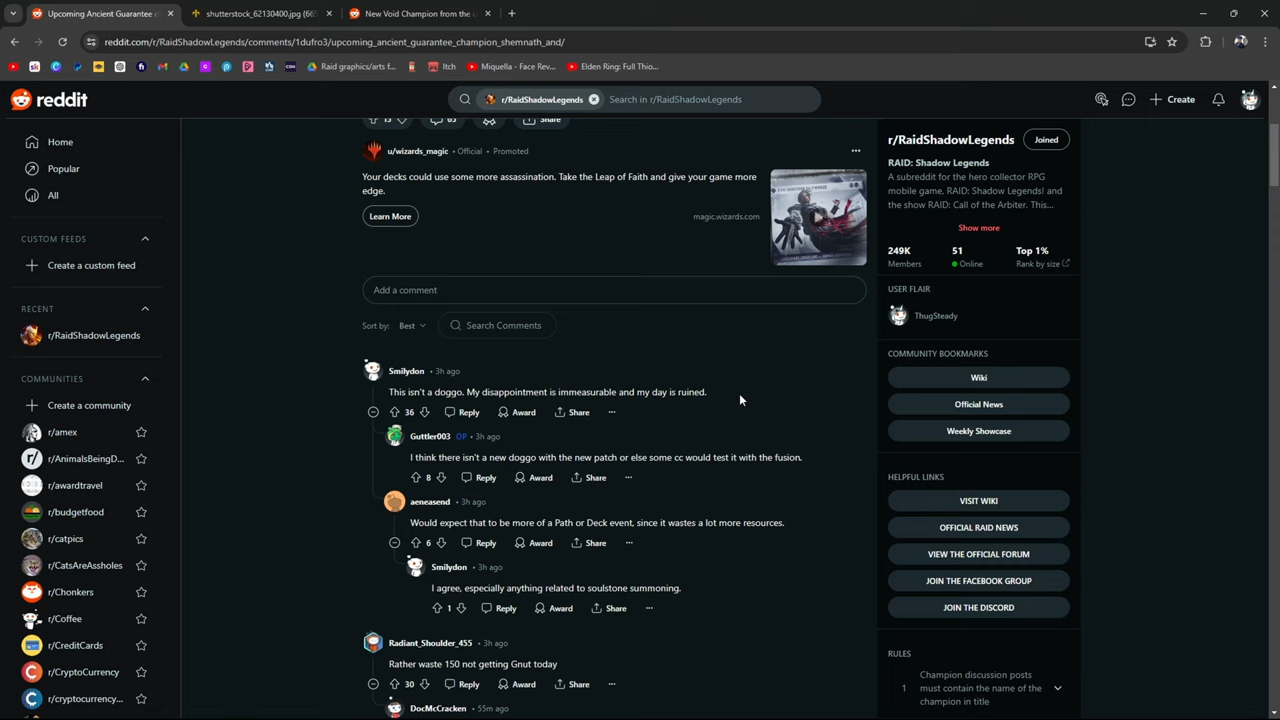 Upcoming Ancient Guarantee c
shutterstock_62130400.jpg (66
New Void Champion from the u
reddit.com/r/RaidShadowLegends/comments/1dufro3/upcoming_ancient_guarantee_champion_shemnath_and/
Raid graphics/arts f...
Itch
Miquella - Face Rev...
Elden Ring: Full Thio...
reddit
r/RaidShadowLegends
Search in r/RaidShadowLegends
Create
Home
Popular
All
CUSTOM FEEDS
Create a custom feed
RECENT
r/RaidShadowLegends
COMMUNITIES
Create a community
r/amex
r/AnimalsBeingD...
r/awardtravel
r/budgetfood
r/catpics
r/CatsAreAssholes
r/Chonkers
r/Coffee
r/CreditCards
r/CryptoCurrency
r/cryptocurrency...
Share
u/wizards_magic • Official • Promoted
Your decks could use some more assassination. Take the Leap of Faith and give your game more
edge.
Learn More
magic.wizards.com
Add a comment
Sort by: Best
Search Comments
Smilydon • 3h ago
This isn't a doggo. My disappointment is immeasurable and my day is ruined.
36 Reply Award Share
Guttler003 OP • 3h ago
I think there isn't a new doggo with the new patch or else some cc would test it with the fusion.
8 Reply Award Share
aeneasend • 3h ago
Would expect that to be more of a Path or Deck event, since it wastes a lot more resources.
6 Reply Award Share
Smilydon • 3h ago
I agree, especially anything related to soulstone summoning.
1 Reply Award Share
Radiant_Shoulder_455 • 3h ago
Rather waste 150 not getting Gnut today
30 Reply Award Share
DocMcCracken • 55m ago
r/RaidShadowLegends
Joined
RAID: Shadow Legends
A subreddit for the hero collector RPG
mobile game, RAID: Shadow Legends! and
the show RAID: Call of the Arbiter. This...
Show more
249K 51 Top 1%
Members Online Rank by size
USER FLAIR
ThugSteady
COMMUNITY BOOKMARKS
Wiki
Official News
Weekly Showcase
HELPFUL LINKS
VISIT WIKI
OFFICIAL RAID NEWS
VIEW THE OFFICIAL FORUM
JOIN THE FACEBOOK GROUP
JOIN THE DISCORD
RULES
1 Champion discussion posts
must contain the name of the
champion in title